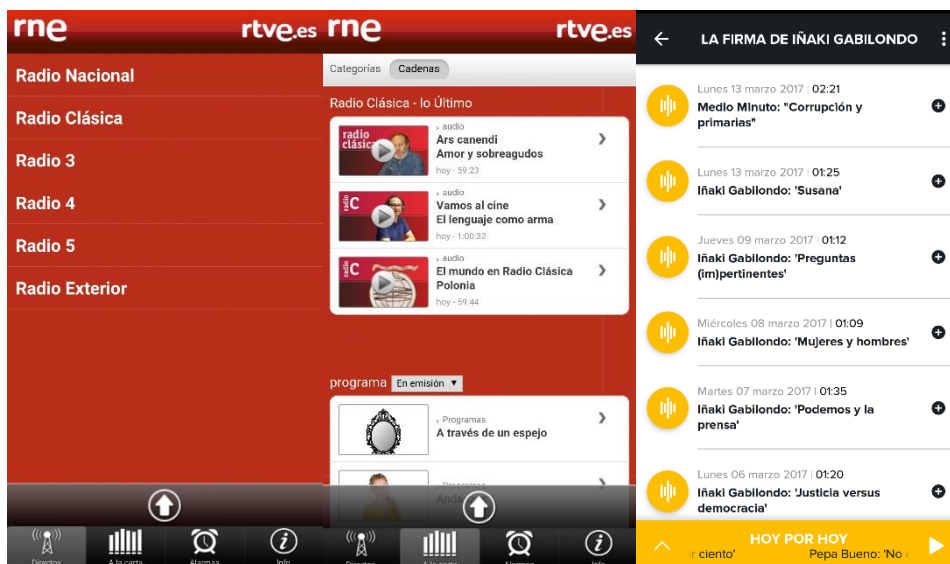 rne
rtve.es
Radio Nacional
Radio Clásica
Radio 3
Radio 4
Radio 5
Radio Exterior
Directos
A la carta
Alarmas
Info
rne
rtve.es
Categorías
Cadenas
Radio Clásica - lo Último
radio
clásica
audio
Ars canendi
Amor y sobreagudos
hoy - 59:23
audio
Vamos al cine
El lenguaje como arma
hoy - 1:00:32
audio
El mundo en Radio Clásica
Polonia
hoy - 59:44
programa En emisión ▼
Programas
A través de un espejo
Programas
Directos
A la carta
Alarmas
Info
LA FIRMA DE IÑAKI GABILONDO
Lunes 13 marzo 2017 | 02:21
Medio Minuto: "Corrupción y
primarias"
Lunes 13 marzo 2017 | 01:25
Iñaki Gabilondo: 'Susana'
Jueves 09 marzo 2017 | 01:12
Iñaki Gabilondo: 'Preguntas
(im)pertinentes'
Miércoles 08 marzo 2017 | 01:09
Iñaki Gabilondo: 'Mujeres y hombres'
Martes 07 marzo 2017 | 01:35
Iñaki Gabilondo: 'Podemos y la
prensa'
Lunes 06 marzo 2017 | 01:20
Iñaki Gabilondo: 'Justicia versus
democracia'
HOY POR HOY
ciento' Pepa Bueno: 'No